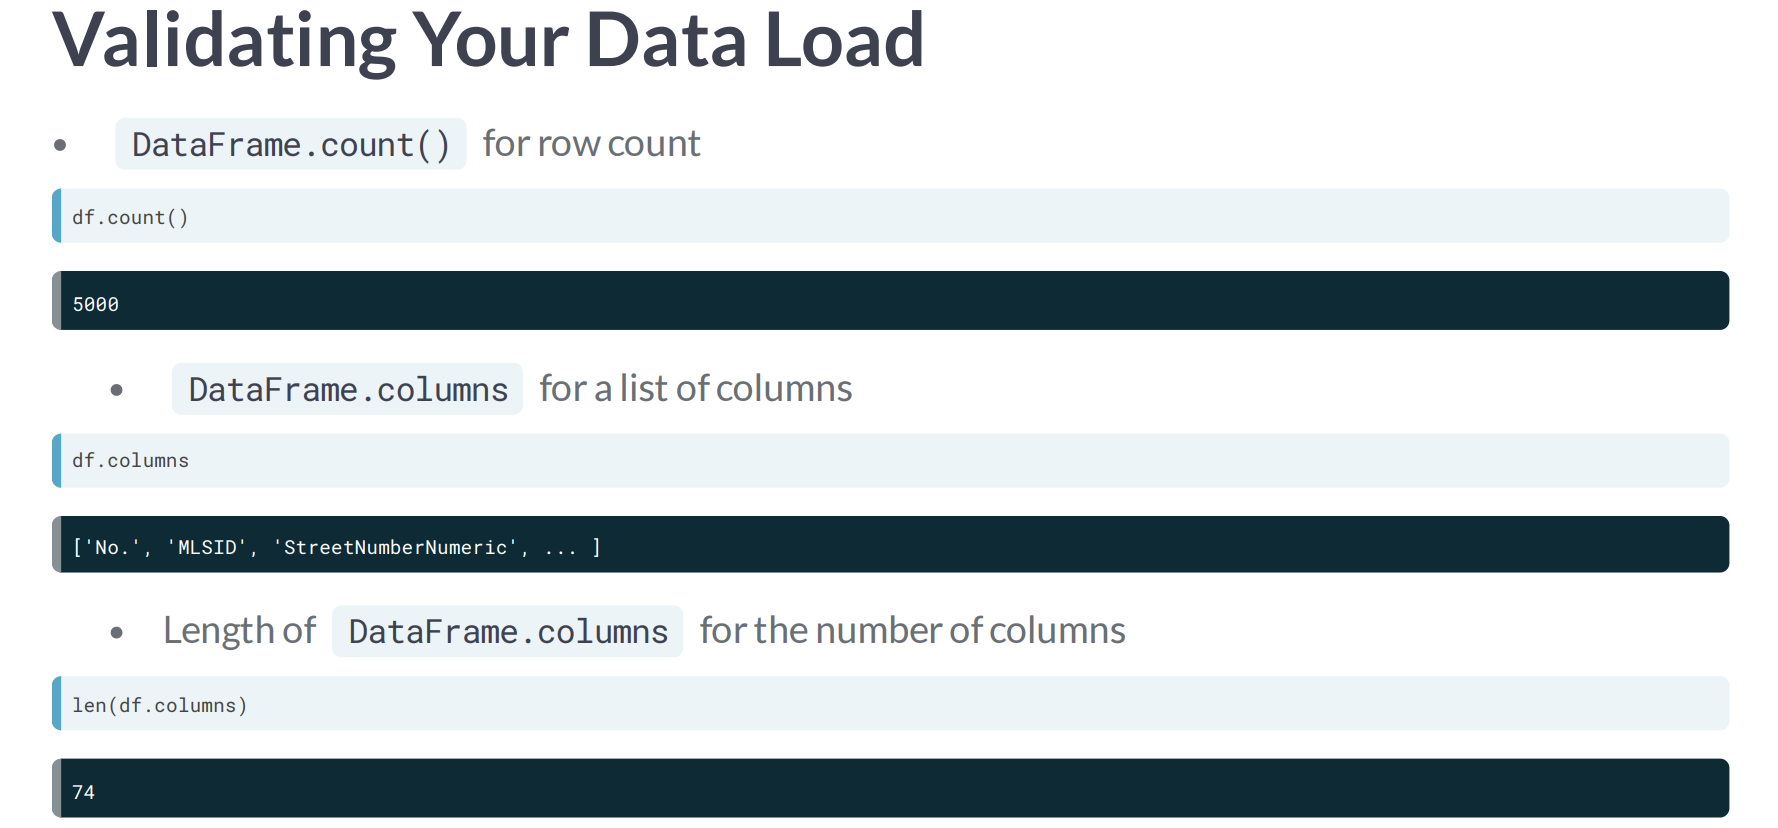 Validating Your Data Load
• DataFrame.count() for row count
df.count()
5000
• DataFrame.columns for a list of columns
df.columns
['No.', 'MLSID', 'StreetNumberNumeric', ... ]
• Length of DataFrame.columns for the number of columns
len(df.columns)
74